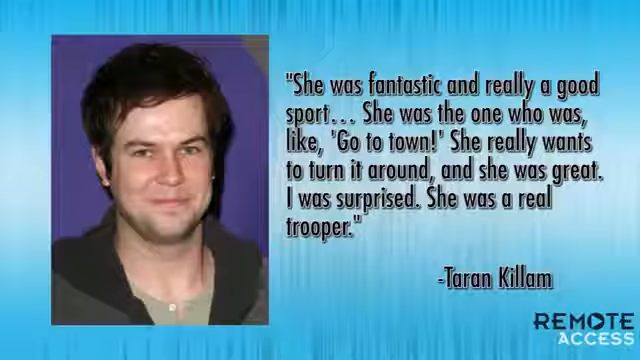 "She was fantastic and really a good
sport... She was the one who was,
like, 'Go to town!' She really wants
to turn it around, and she was great.
I was surprised. She was a real
trooper."
-Taran Killam
REMOTE
ACCESS